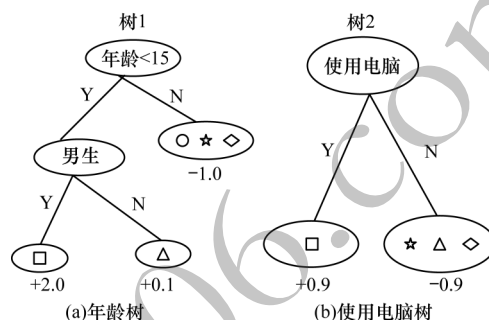 树1
年龄<15
Y
N
男生
-1.0
Y
N
+2.0
+0.1
(a)年龄树
树2
使用电脑
Y
N
+0.9
-0.9
(b)使用电脑树